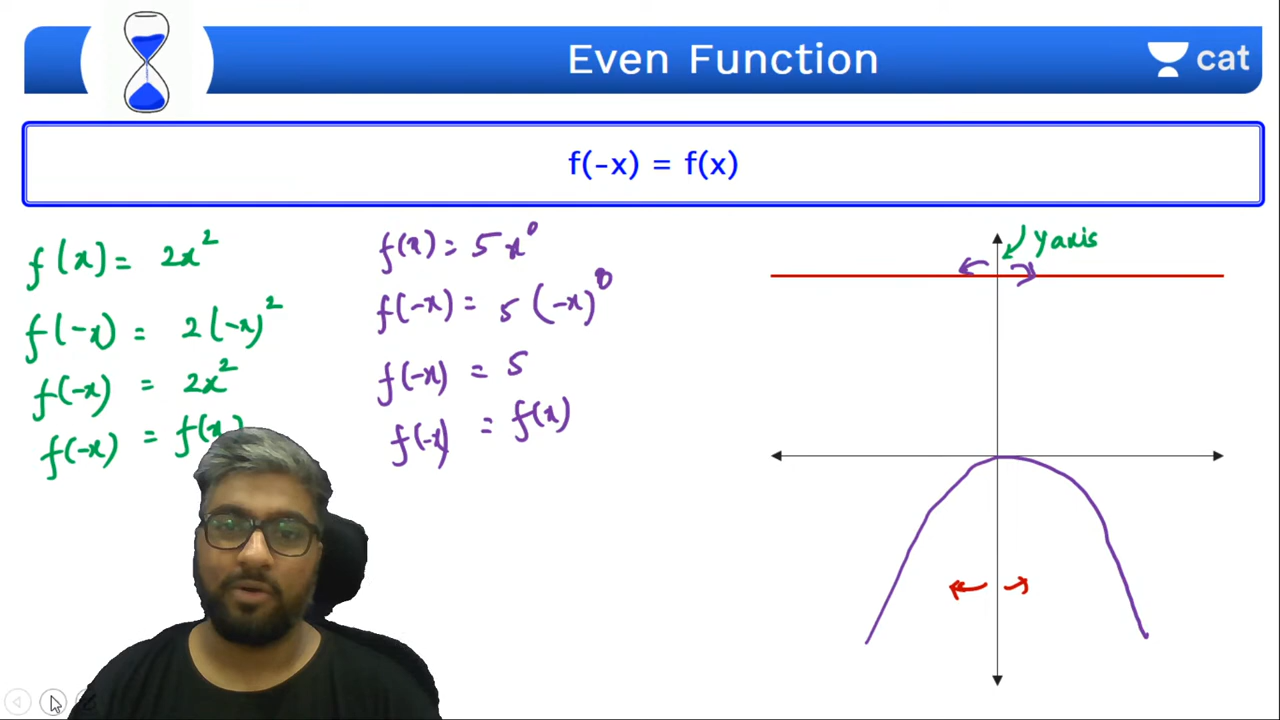 Even Function
cat
f(-x) = f(x)
f(x) = 2x²
f(-x) = 2(-x)²
f(-x) = 2x²
f(-x) = f(x)
f(x) = 5x⁰
f(-x) = 5(-x)⁰
f(-x) = 5
f(-x) = f(x)
y axis